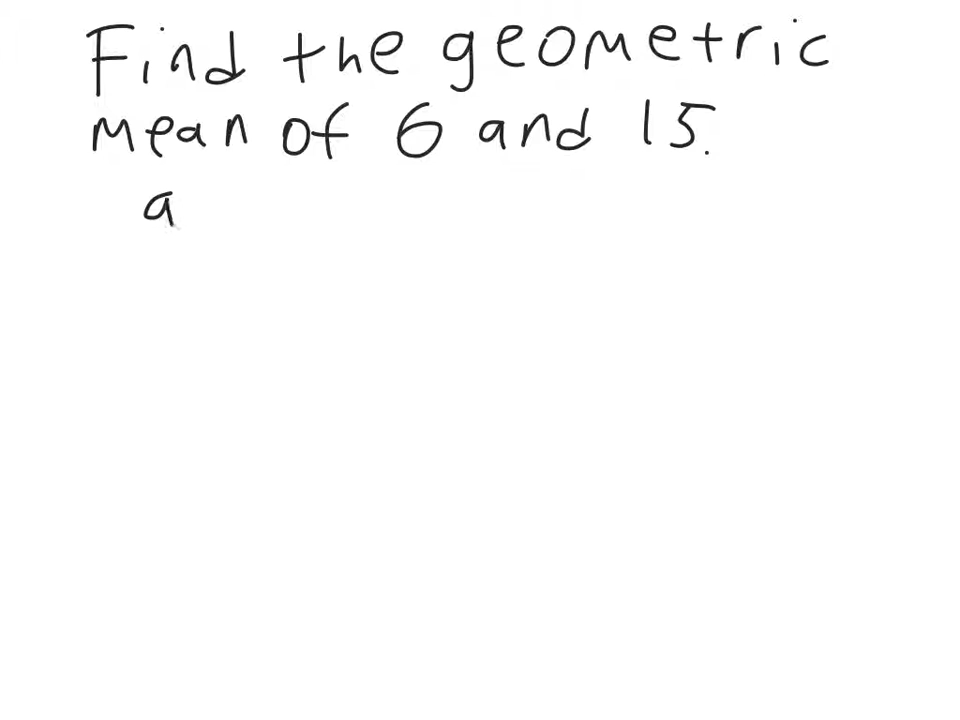 Find the geometric
mean of 6 and 15.
a